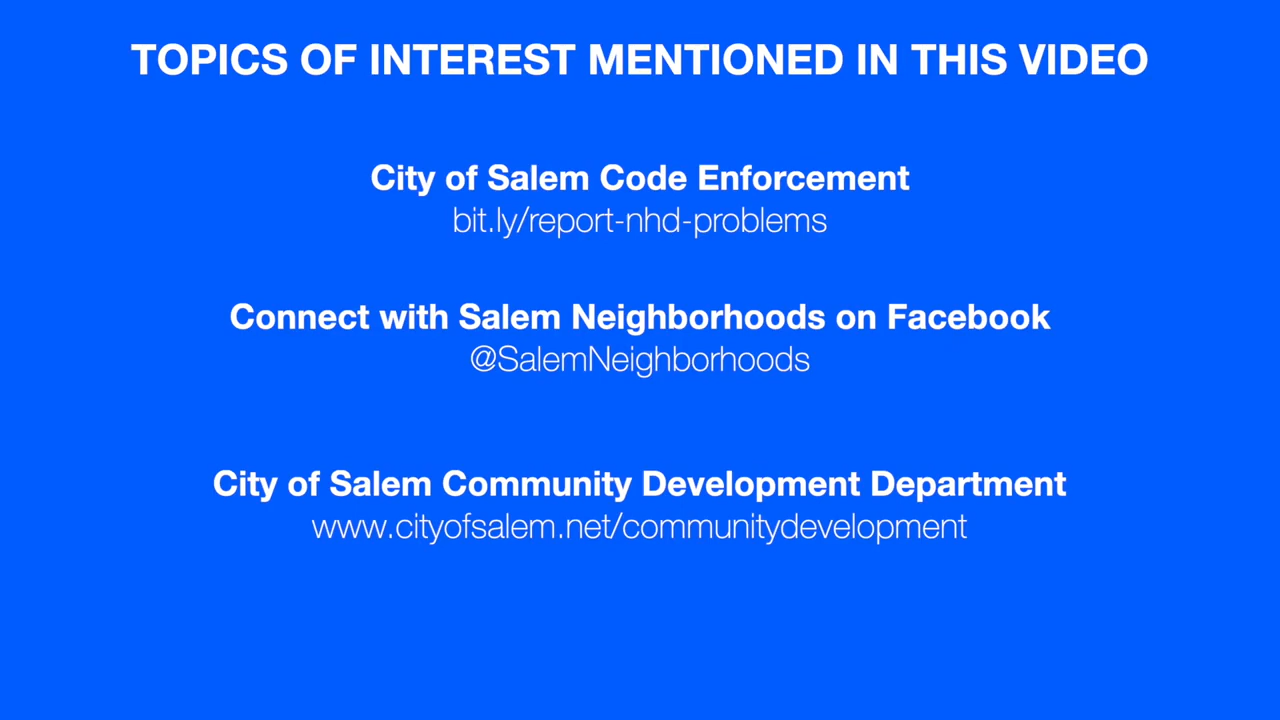 TOPICS OF INTEREST MENTIONED IN THIS VIDEO
City of Salem Code Enforcement
bit.ly/report-nhd-problems
Connect with Salem Neighborhoods on Facebook
@SalemNeighborhoods
City of Salem Community Development Department
www.cityofsalem.net/communitydevelopment